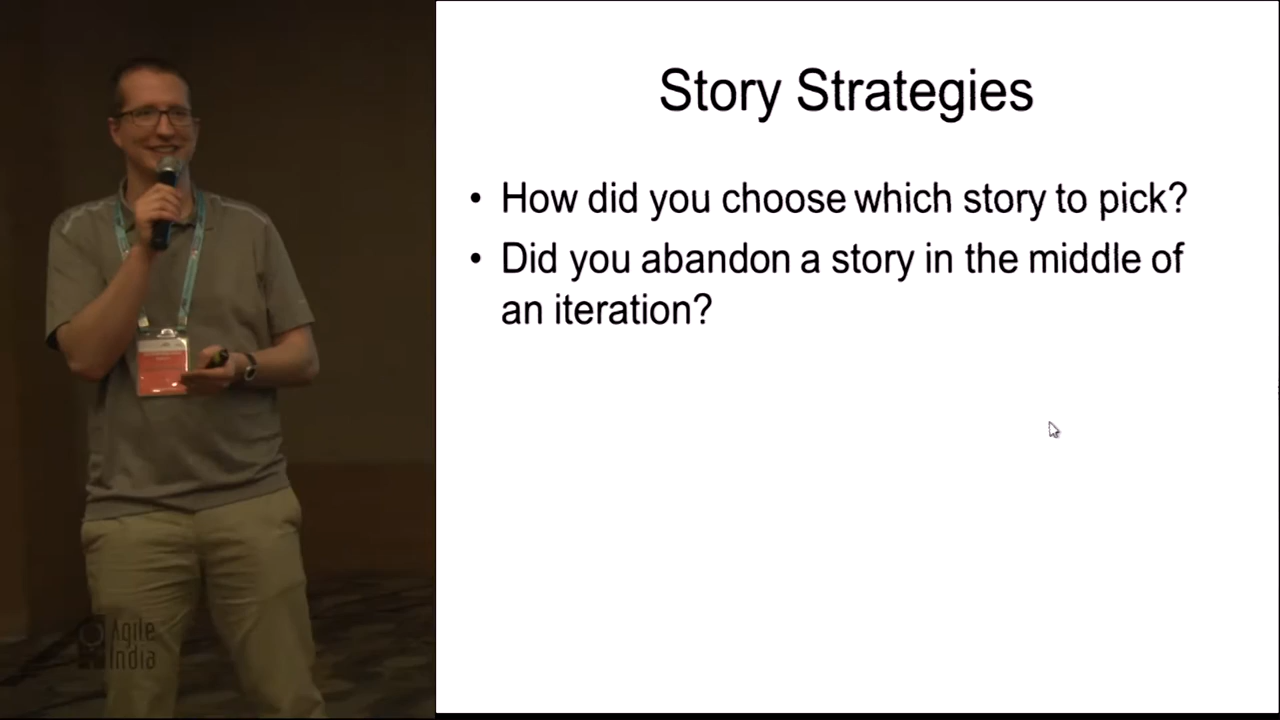 Story Strategies
• How did you choose which story to pick?
• Did you abandon a story in the middle of
an iteration?
Agile
India